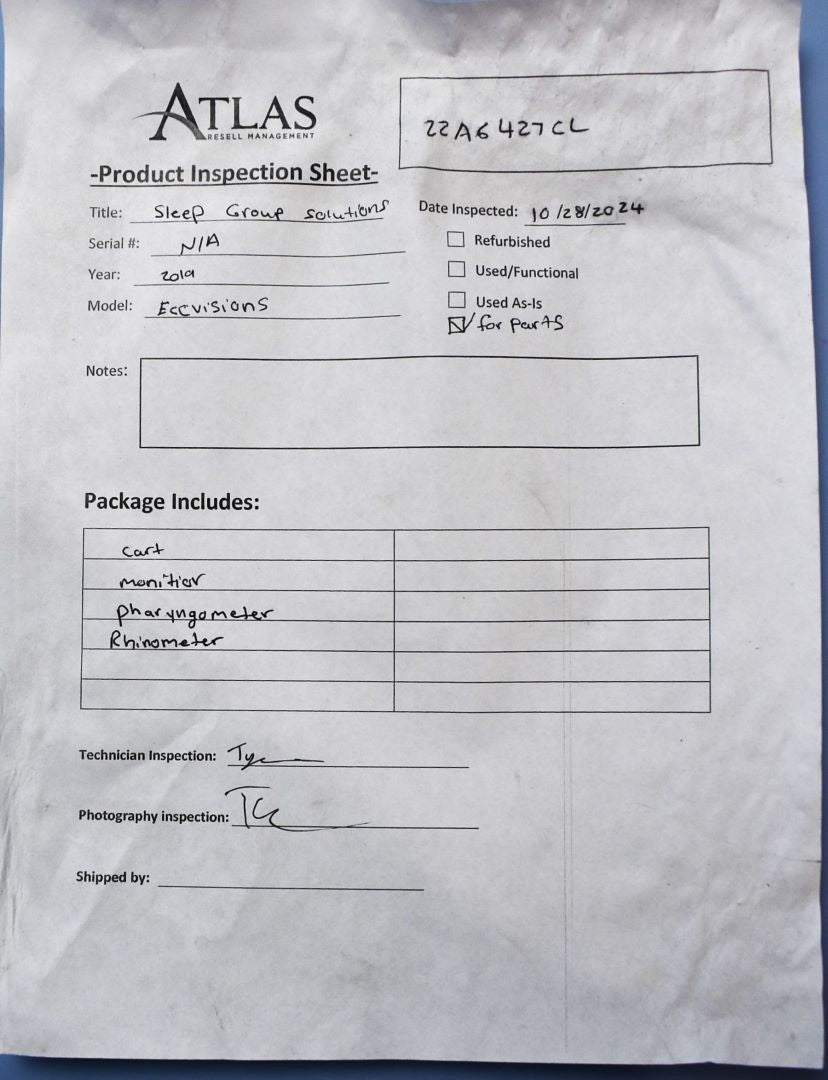 ATLAS
RESELL MANAGEMENT
22A6427CL
-Product Inspection Sheet-
Title: Sleep Group solutions
Date Inspected: 10/28/2024
Serial #: N/A
Refurbished
Year: 2019
Used/Functional
Model: Eccvisions
Used As-Is
for parts
Notes:
Package Includes:
cart
monitior
pharyngometer
Rhinometer
Technician Inspection:
Photography inspection:
Shipped by: